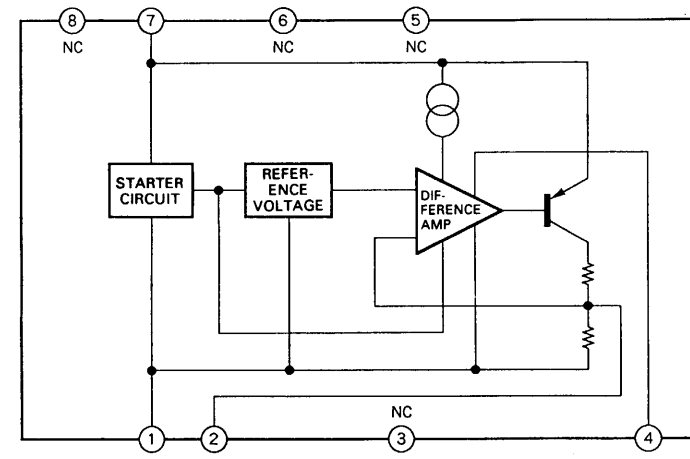 8 7 6 5
NC NC NC
STARTER
CIRCUIT
REFER-
ENCE
VOLTAGE
DIF-
FERENCE
AMP
NC
1 2 3 4